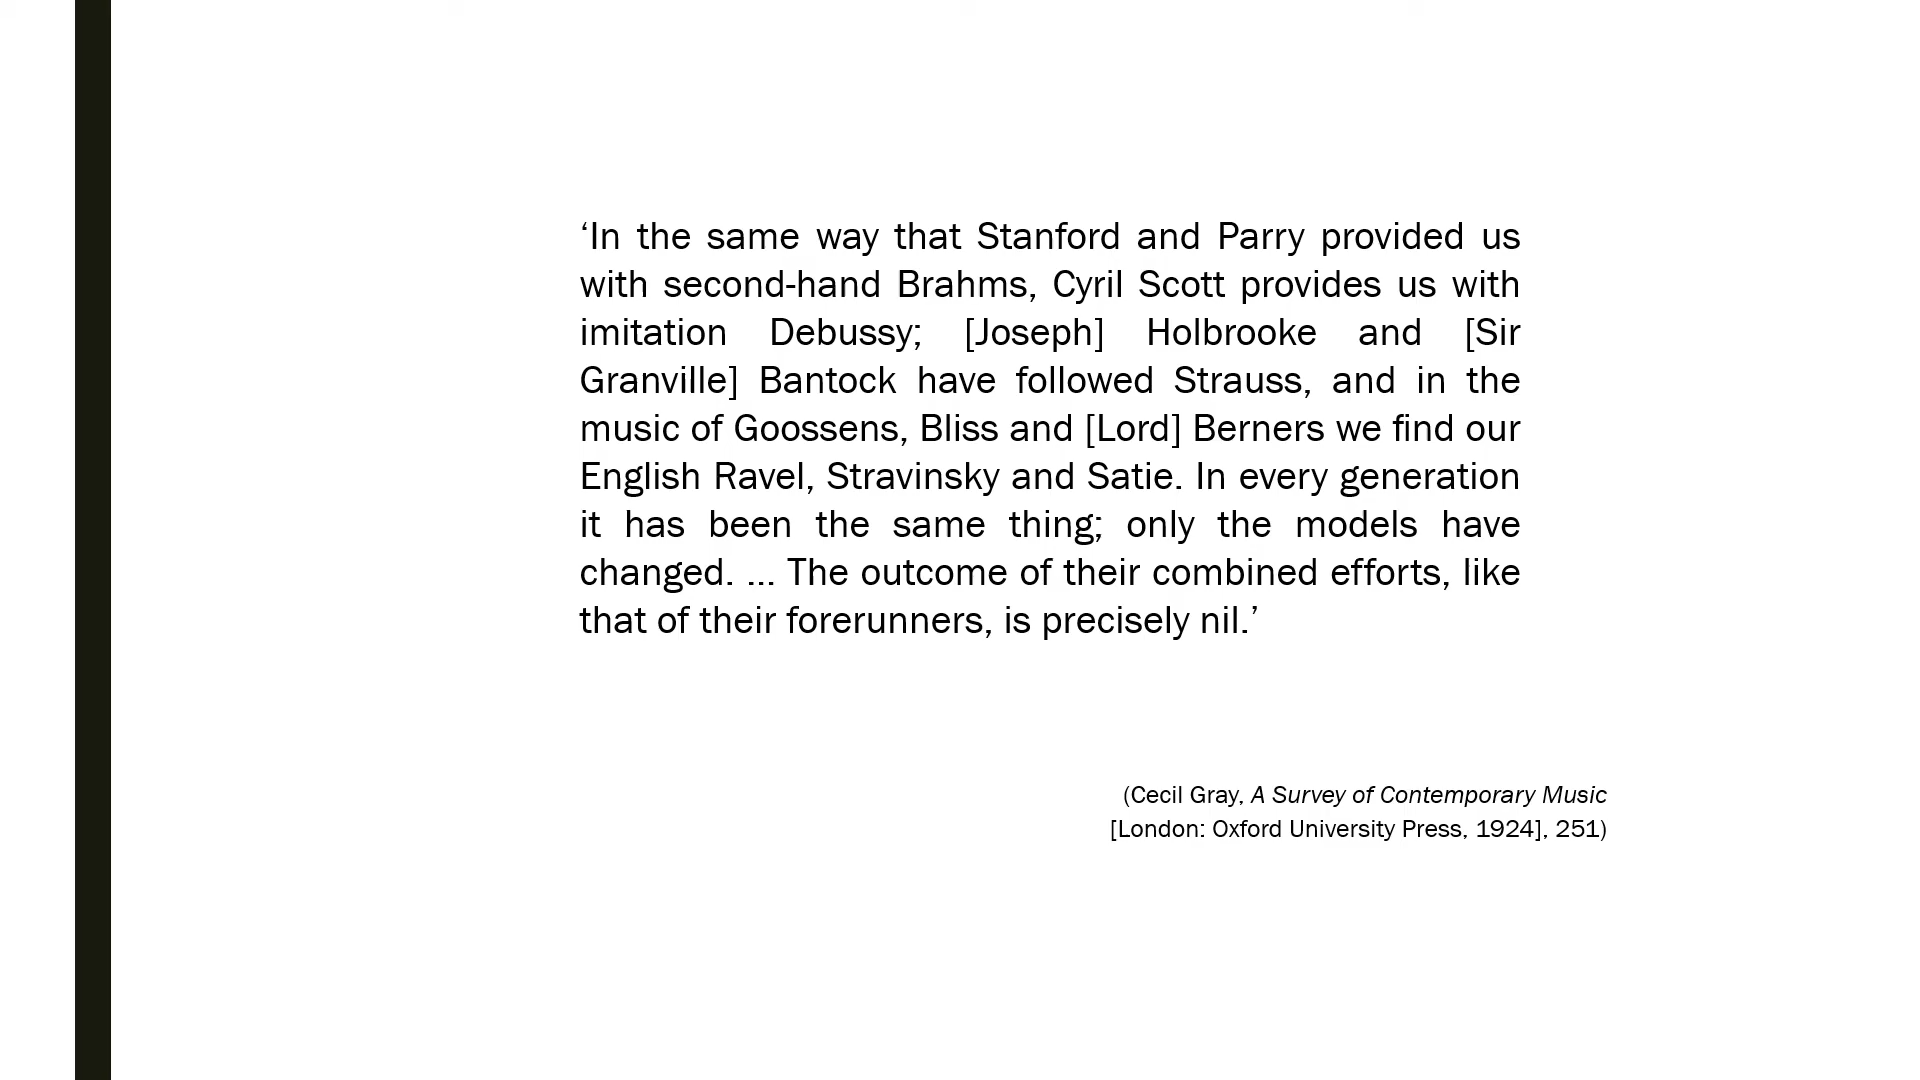 ‘In the same way that Stanford and Parry provided us
with second-hand Brahms, Cyril Scott provides us with
imitation Debussy; [Joseph] Holbrooke and [Sir
Granville] Bantock have followed Strauss, and in the
music of Goossens, Bliss and [Lord] Berners we find our
English Ravel, Stravinsky and Satie. In every generation
it has been the same thing; only the models have
changed. ... The outcome of their combined efforts, like
that of their forerunners, is precisely nil.’
(Cecil Gray, A Survey of Contemporary Music
[London: Oxford University Press, 1924], 251)